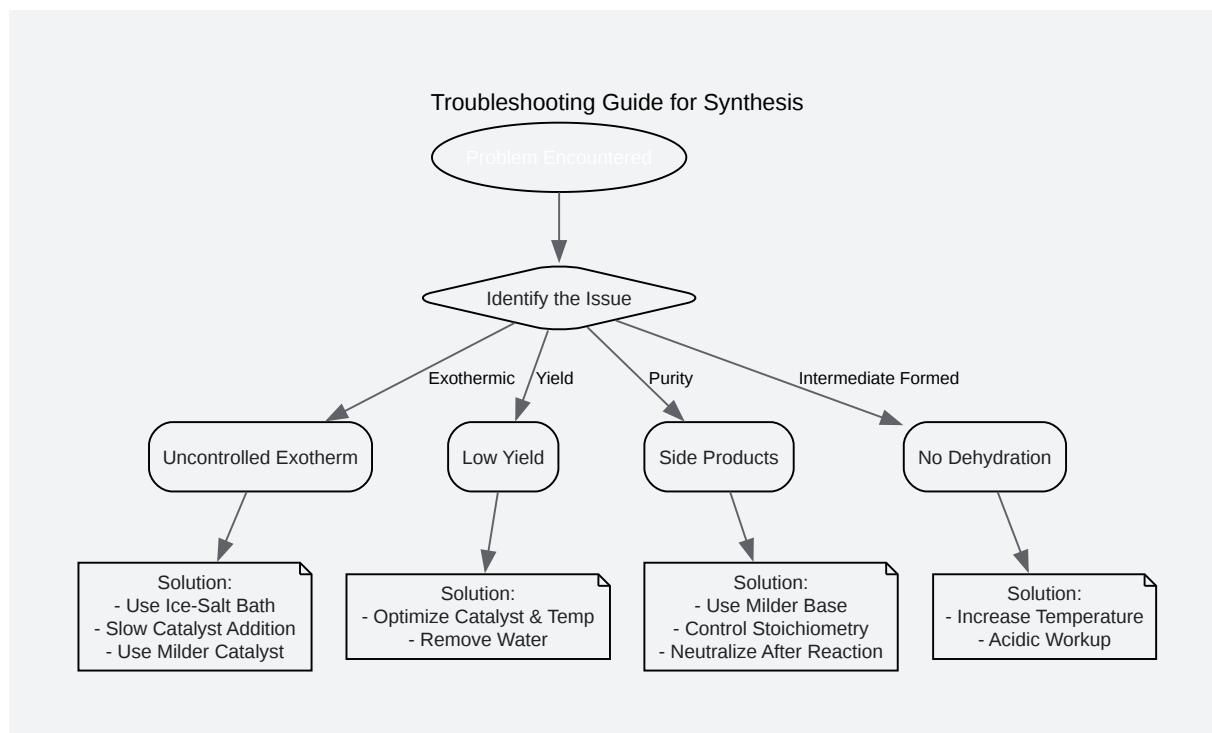 Troubleshooting Guide for Synthesis
Problem Encountered
Identify the Issue
Exothermic
Yield
Purity
Intermediate Formed
Uncontrolled Exotherm
Low Yield
Side Products
No Dehydration
Solution:
- Use Ice-Salt Bath
- Slow Catalyst Addition
- Use Milder Catalyst
Solution:
- Optimize Catalyst & Temp
- Remove Water
Solution:
- Use Milder Base
- Control Stoichiometry
- Neutralize After Reaction
Solution:
- Increase Temperature
- Acidic Workup